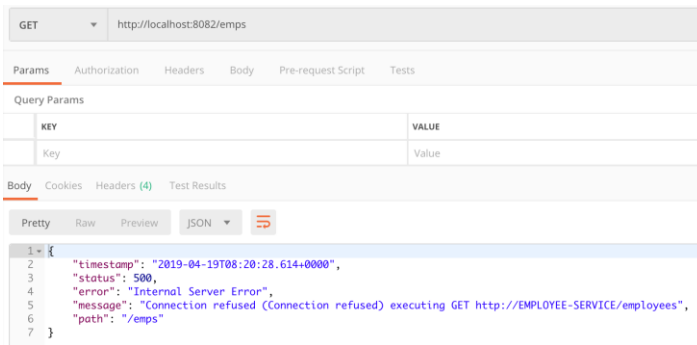 GET http://localhost:8082/emps
Params Authorization Headers Body Pre-request Script Tests
Query Params
KEY VALUE
Key Value
Body Cookies Headers (4) Test Results
Pretty Raw Preview JSON
1 {
2 "timestamp": "2019-04-19T08:20:28.614+0000",
3 "status": 500,
4 "error": "Internal Server Error",
5 "message": "Connection refused (Connection refused) executing GET http://EMPLOYEE-SERVICE/employees",
6 "path": "/emps"
7 }